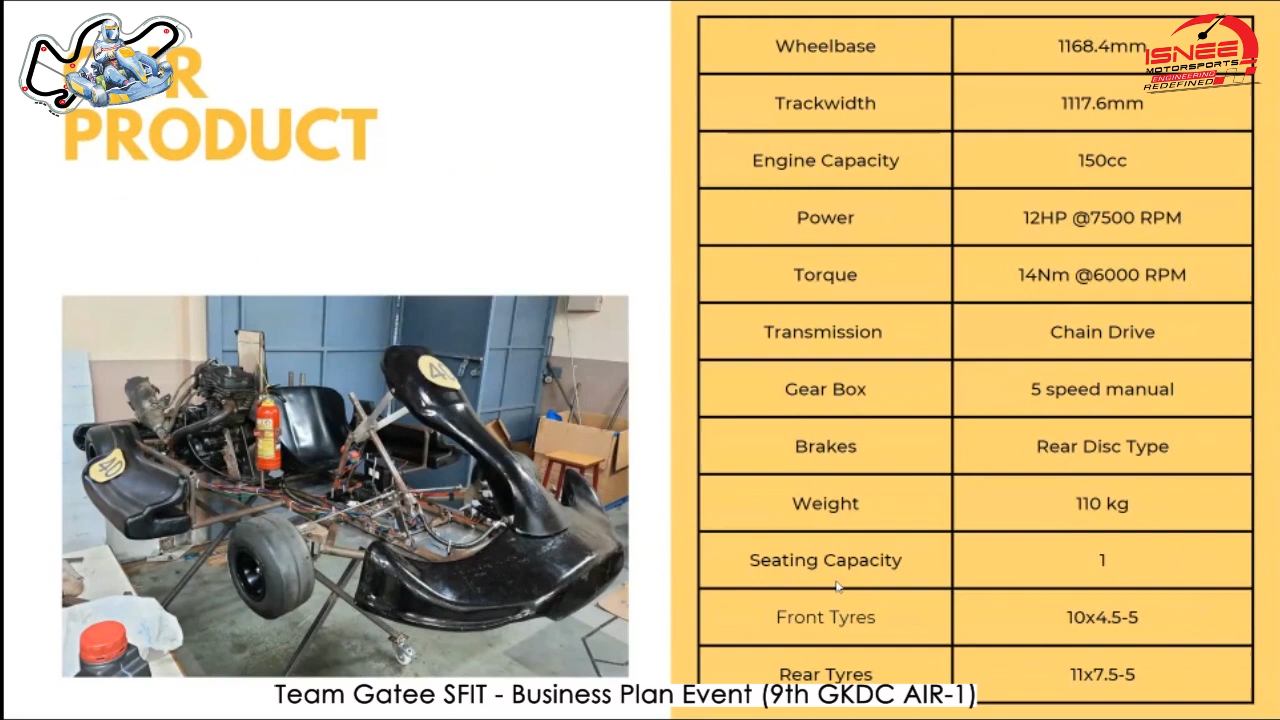 OUR
PRODUCT
Wheelbase 1168.4mm
Trackwidth 1117.6mm
Engine Capacity 150cc
Power 12HP @7500 RPM
Torque 14Nm @6000 RPM
Transmission Chain Drive
Gear Box 5 speed manual
Brakes Rear Disc Type
Weight 110 kg
Seating Capacity 1
Front Tyres 10x4.5-5
Rear Tyres 11x7.5-5
ISNEE
MOTORSPORTS
ENGINEERING
REDEFINED
40
40
Team Gatee SFIT - Business Plan Event (9th GKDC AIR-1)